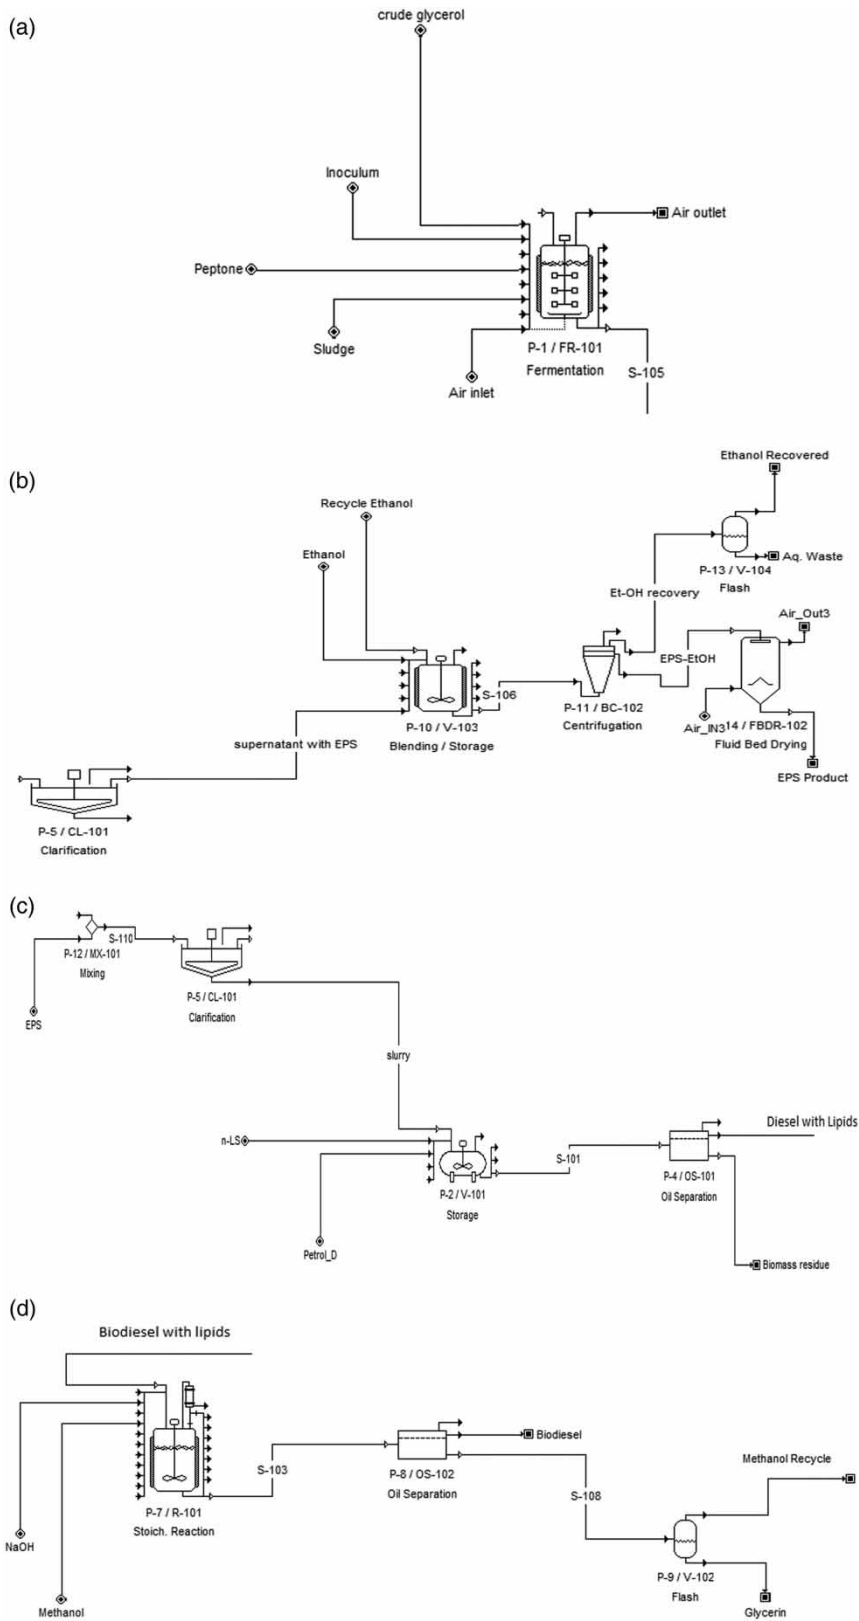 (a)
crude glycerol
Inoculum
Air outlet
Peptone
Sludge
P-1 / FR-101
Fermentation
S-105
Air inlet
(b)
Ethanol Recovered
Recycle Ethanol
Ethanol
Aq. Waste
P-13 / V-104
Flash
Et-OH recovery
Air_Out3
EPS-EtOH
S-106
P-11 / BC-102
Centrifugation
P-10 / V-103
Blending / Storage
Air_IN3
14 / FBDR-102
Fluid Bed Drying
supernatant with EPS
EPS Product
P-5 / CL-101
Clarification
(c)
S-110
P-12 / MX-101
Mixing
P-5 / CL-101
Clarification
EPS
slurry
n-LS
Diesel with Lipids
S-101
P-4 / OS-101
Oil Separation
P-2 / V-101
Storage
Petrol_D
Biomass residue
(d)
Biodiesel with lipids
Biodiesel
Methanol Recycle
S-103
P-8 / OS-102
Oil Separation
S-108
P-7 / R-101
Stoich. Reaction
NaOH
P-9 / V-102
Flash
Methanol
Glycerin